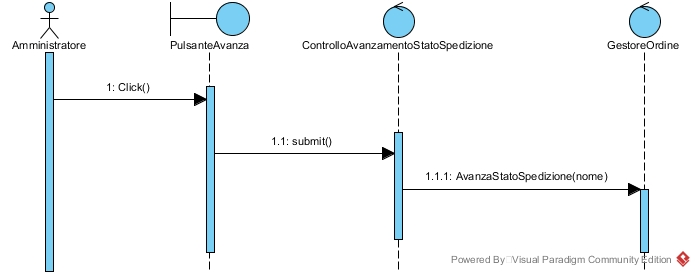 Amministratore
PulsanteAvanza
ControlloAvanzamentoStatoSpedizione
GestoreOrdine
1: Click()
1.1: submit()
1.1.1: AvanzaStatoSpedizione(nome)
Powered By Visual Paradigm Community Edition